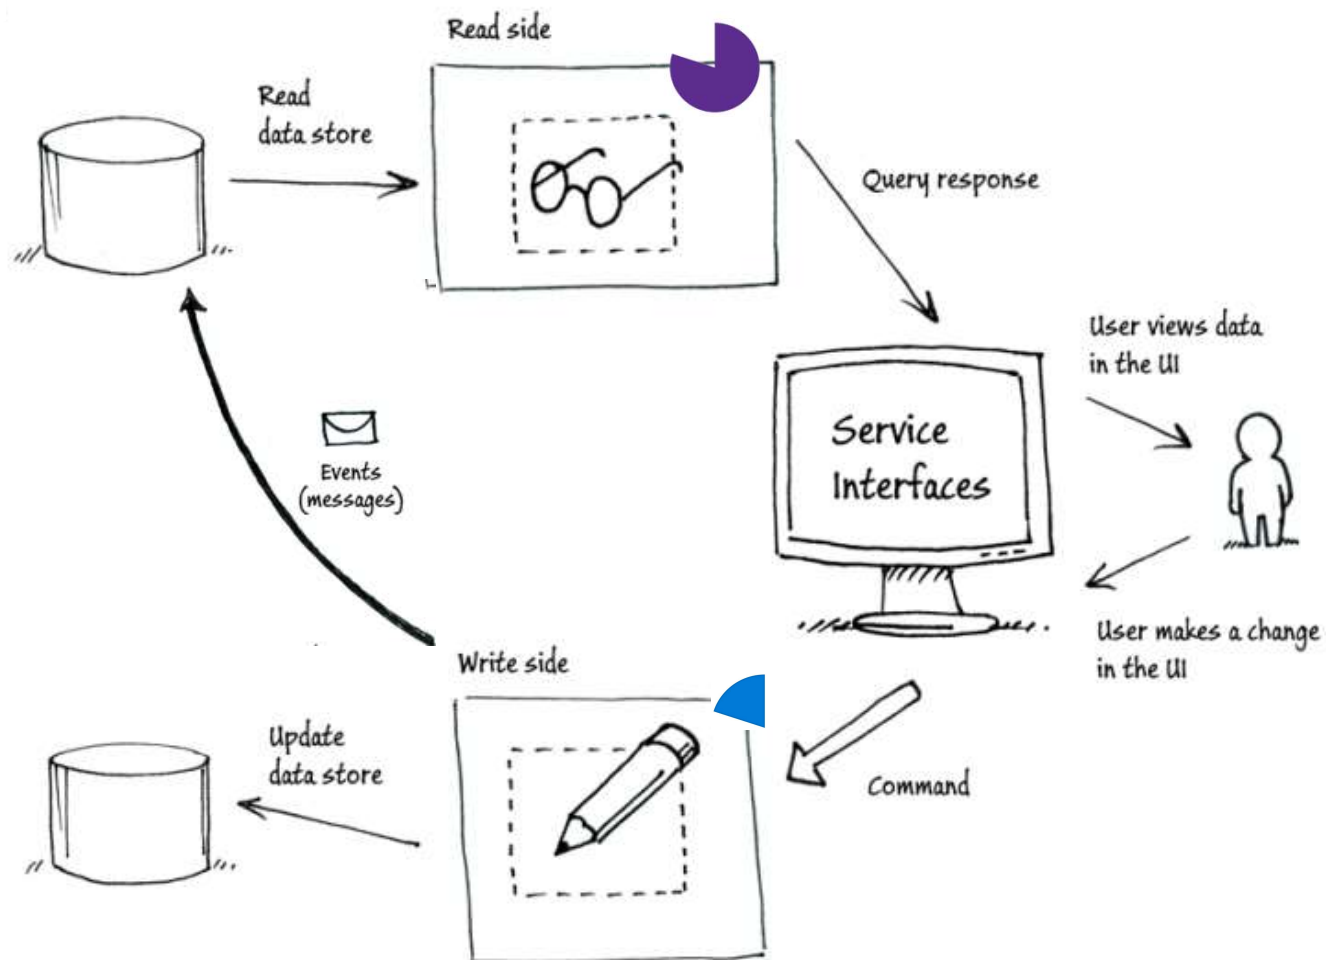 Read side
Read
data store
Query response
User views data
in the UI
Service
Interfaces
Events
(messages)
User makes a change
in the UI
Write side
Update
data store
Command